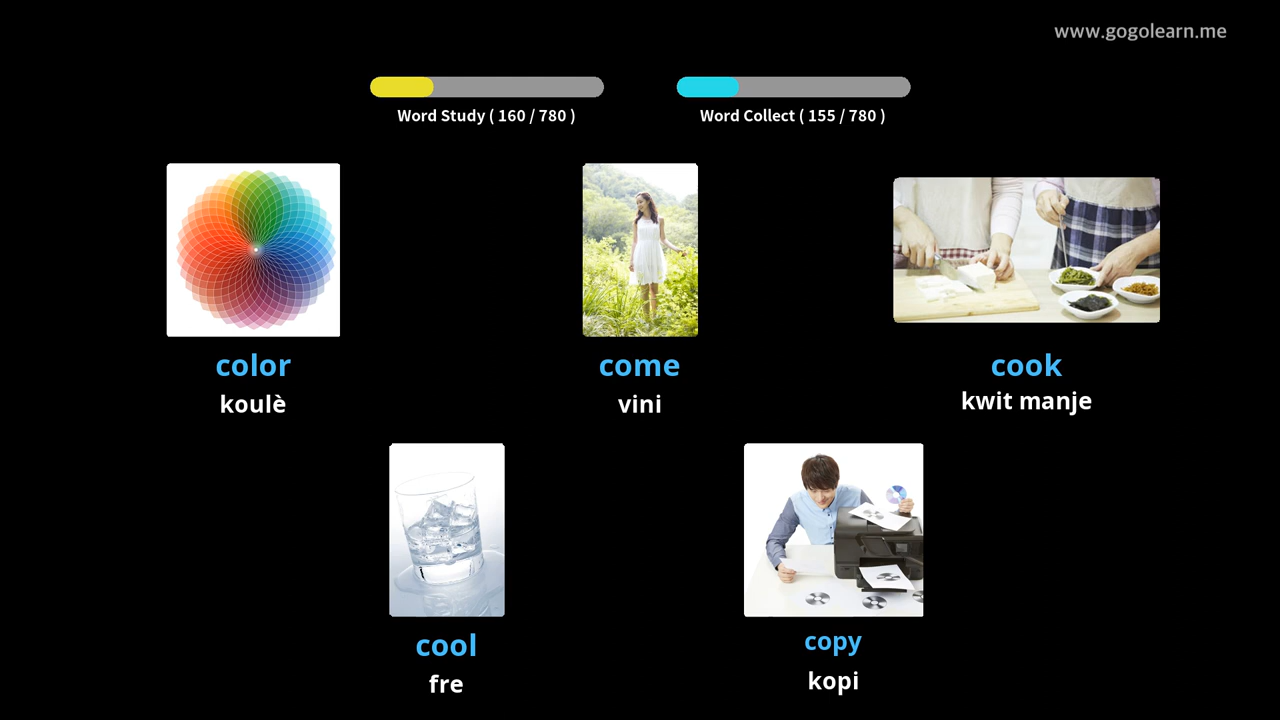 www.gogolearn.me
Word Study ( 160 / 780 )
Word Collect ( 155 / 780 )
color
koulè
come
vini
cook
kwit manje
cool
fre
copy
kopi